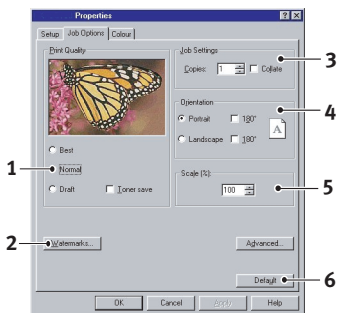 Properties
Setup Job Options Colour
Print Quality
Best
Normal
Draft Toner save
Watermarks...
Job Settings
Copies: 1 Collate
Orientation
Portrait 180°
Landscape 180°
A
Scale (%):
100
Advanced...
Default
OK Cancel Apply Help
1
2
3
4
5
6